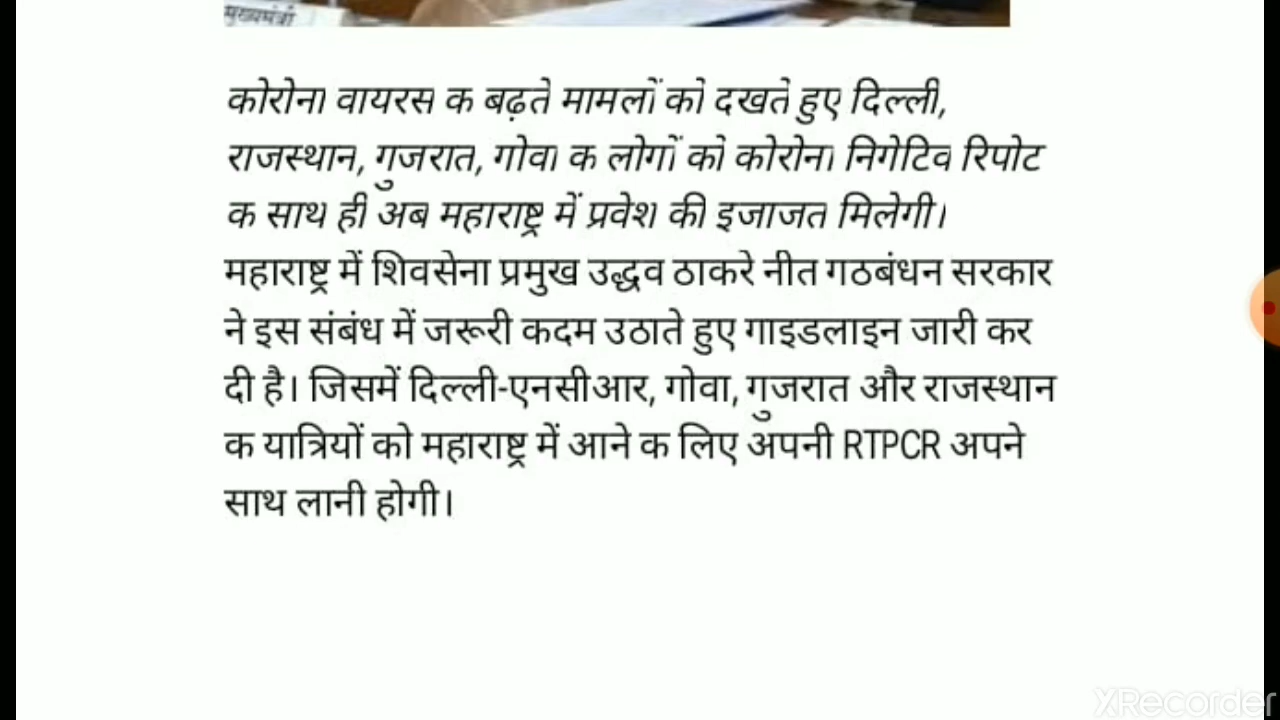 मुख्यमंत्री
कोरोना वायरस क बढ़ते मामलों को दखते हुए दिल्ली,
राजस्थान, गुजरात, गोवा क लोगों को कोरोना निगेटिव रिपोट
क साथ ही अब महाराष्ट्र में प्रवेश की इजाजत मिलेगी।
महाराष्ट्र में शिवसेना प्रमुख उद्धव ठाकरे नीत गठबंधन सरकार
ने इस संबंध में जरूरी कदम उठाते हुए गाइडलाइन जारी कर
दी है। जिसमें दिल्ली-एनसीआर, गोवा, गुजरात और राजस्थान
क यात्रियों को महाराष्ट्र में आने क लिए अपनी RTPCR अपने
साथ लानी होगी।
XRecorder